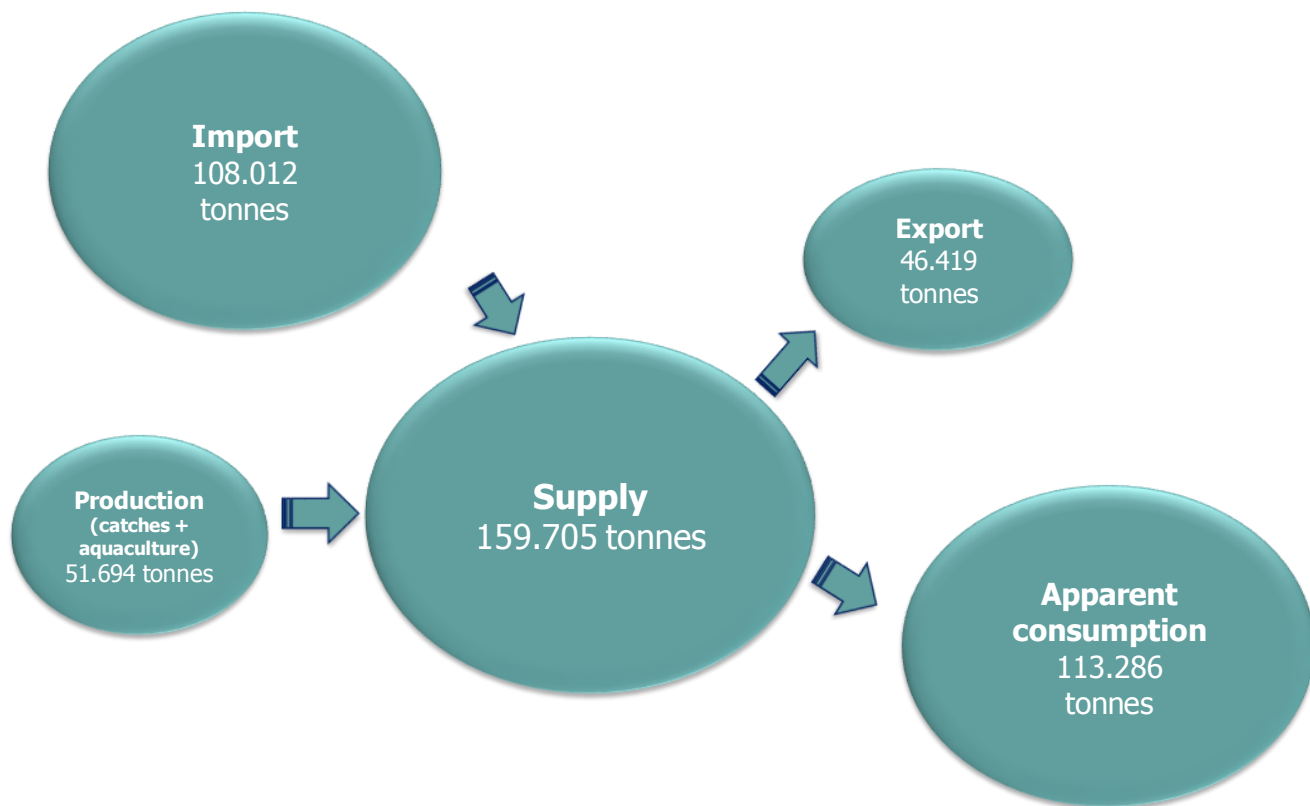 Import
108.012
tonnes
Export
46.419
tonnes
Production
(catches +
aquaculture)
51.694 tonnes
Supply
159.705 tonnes
Apparent
consumption
113.286
tonnes